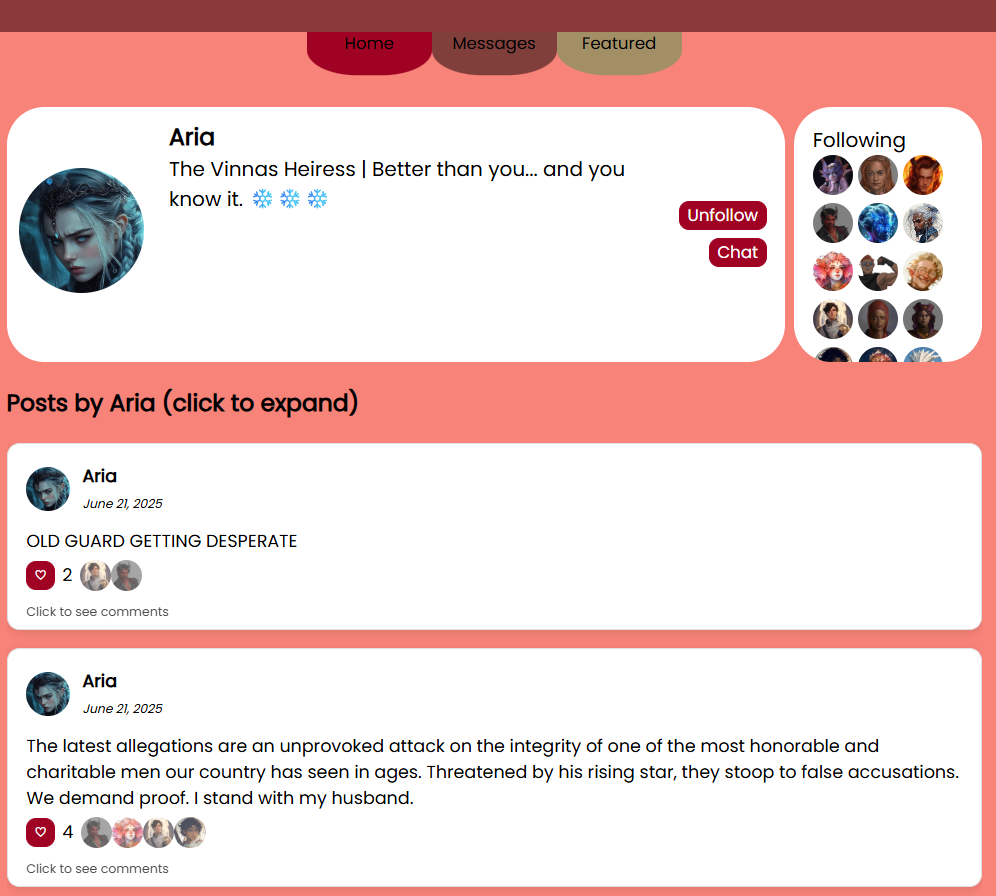 Home Messages Featured
Aria
The Vinnas Heiress | Better than you... and you
know it. ❄️ ❄️ ❄️
Unfollow
Chat
Following
Posts by Aria (click to expand)
Aria
June 21, 2025
OLD GUARD GETTING DESPERATE
2
Click to see comments
Aria
June 21, 2025
The latest allegations are an unprovoked attack on the integrity of one of the most honorable and
charitable men our country has seen in ages. Threatened by his rising star, they stoop to false accusations.
We demand proof. I stand with my husband.
4
Click to see comments